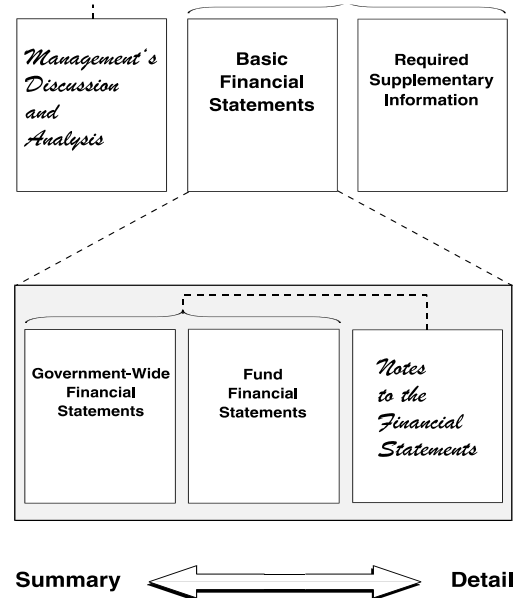 Management's
Discussion
and
Analysis
Basic
Financial
Statements
Required
Supplementary
Information
Government-Wide
Financial
Statements
Fund
Financial
Statements
Notes
to the
Financial
Statements
Summary
Detail